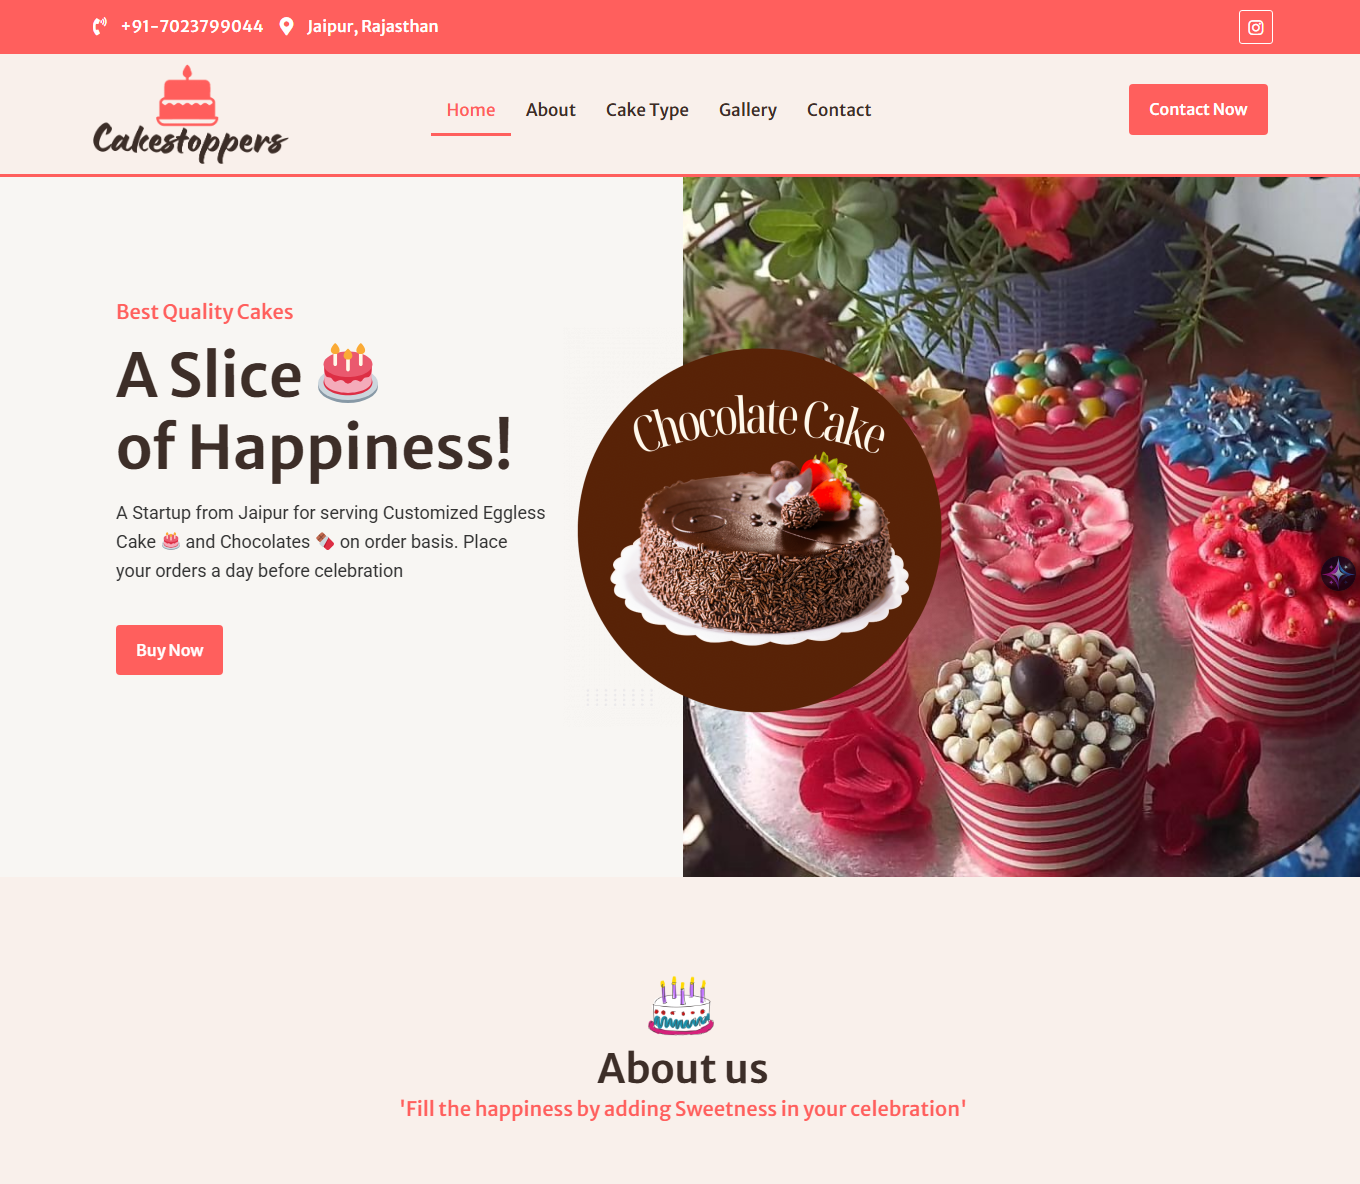 +91-7023799044 Jaipur, Rajasthan
Cakestoppers
Home About Cake Type Gallery Contact
Contact Now
Best Quality Cakes
A Slice 🎂
of Happiness!
A Startup from Jaipur for serving Customized Eggless
Cake 🎂 and Chocolates 🍫 on order basis. Place
your orders a day before celebration
Buy Now
Chocolate Cake
About us
'Fill the happiness by adding Sweetness in your celebration'